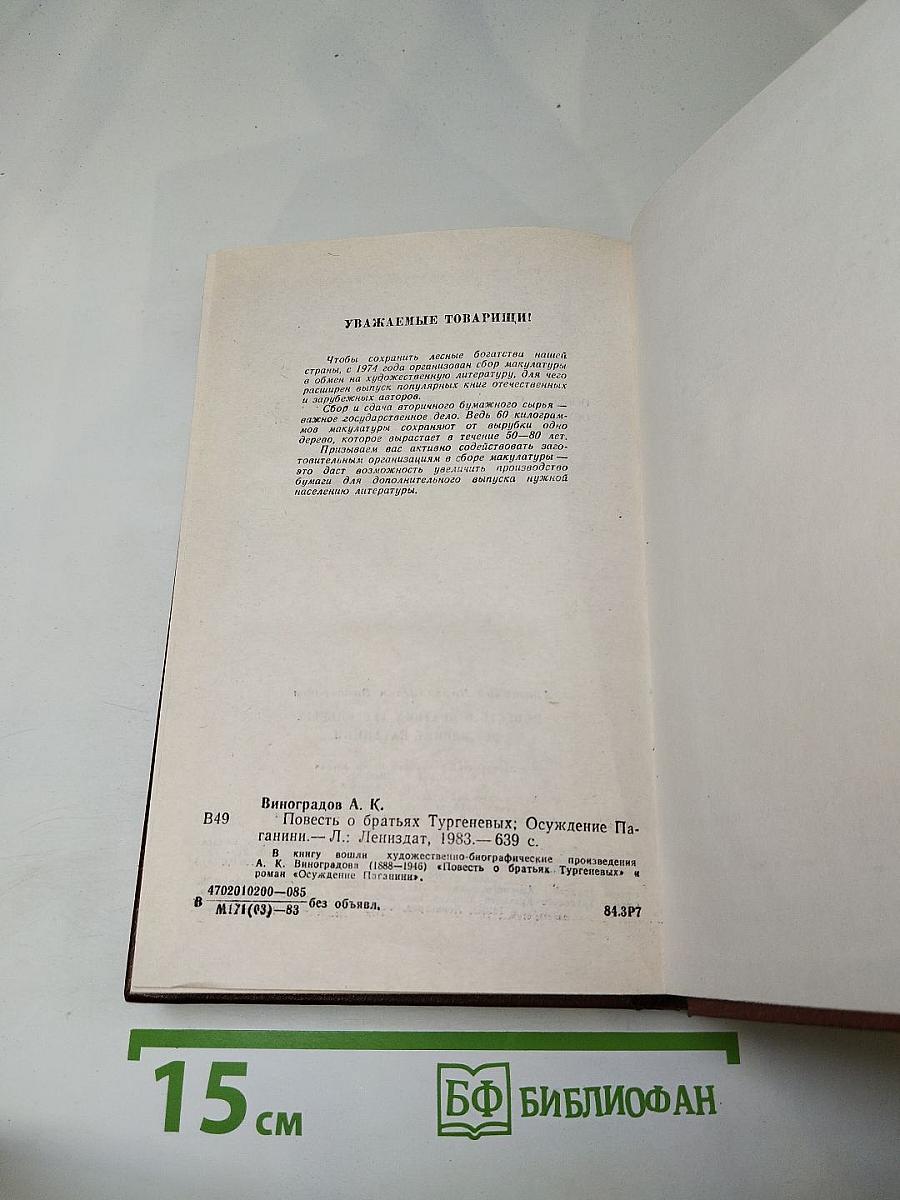 УВАЖАЕМЫЕ ТОВАРИЩИ!
Чтобы сохранить лесные богатства нашей
страны, с 1974 года организован сбор макулатуры
в обмен на художественную литературу, для чего
расширен выпуск популярных книг отечественных
и зарубежных авторов.
Сбор и сдача вторичного бумажного сырья —
важное государственное дело. Ведь 60 килограм-
мов макулатуры сохраняют от вырубки одно
дерево, которое вырастает в течение 50—80 лет.
Призываем вас активно содействовать заго-
товительным организациям в сборе макулатуры —
это даст возможность увеличить производство
бумаги для дополнительного выпуска нужной
населению литературы.
Виноградов А. К.
В49 Повесть о братьях Тургеневых; Осуждение Па-
ганини.— Л.: Лениздат, 1983.— 639 с.
В книгу вошли художественно-биографические произведения
А. К. Виноградова (1888—1946) «Повесть о братьях Тургеневых» и
роман «Осуждение Паганини».
4702010200—085
В М171(03)—83 без объявл. 84.3Р7
15 см
БФ БИБЛИОФАН